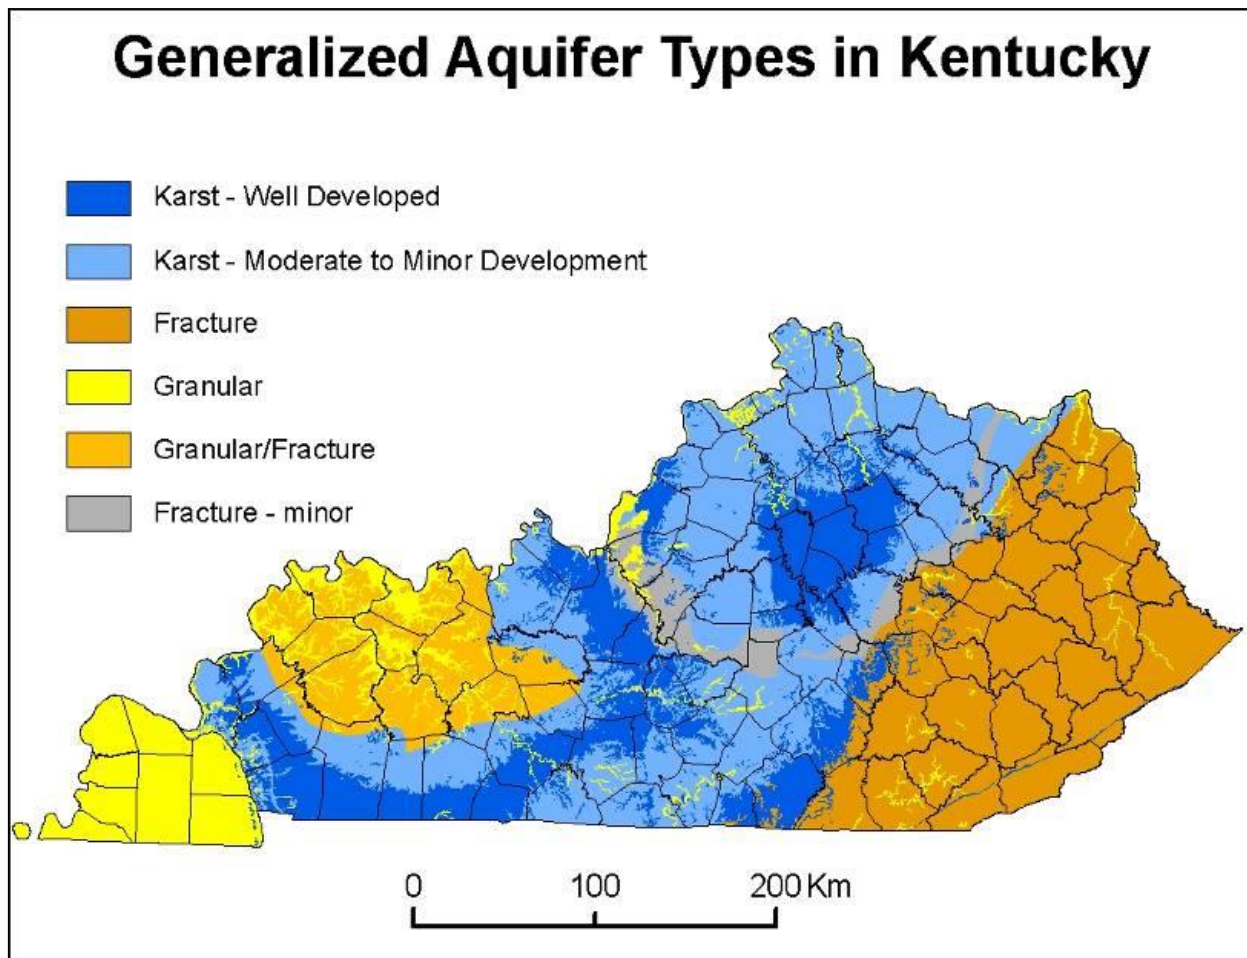 Generalized Aquifer Types in Kentucky
Karst - Well Developed
Karst - Moderate to Minor Development
Fracture
Granular
Granular/Fracture
Fracture - minor
0 100 200 Km